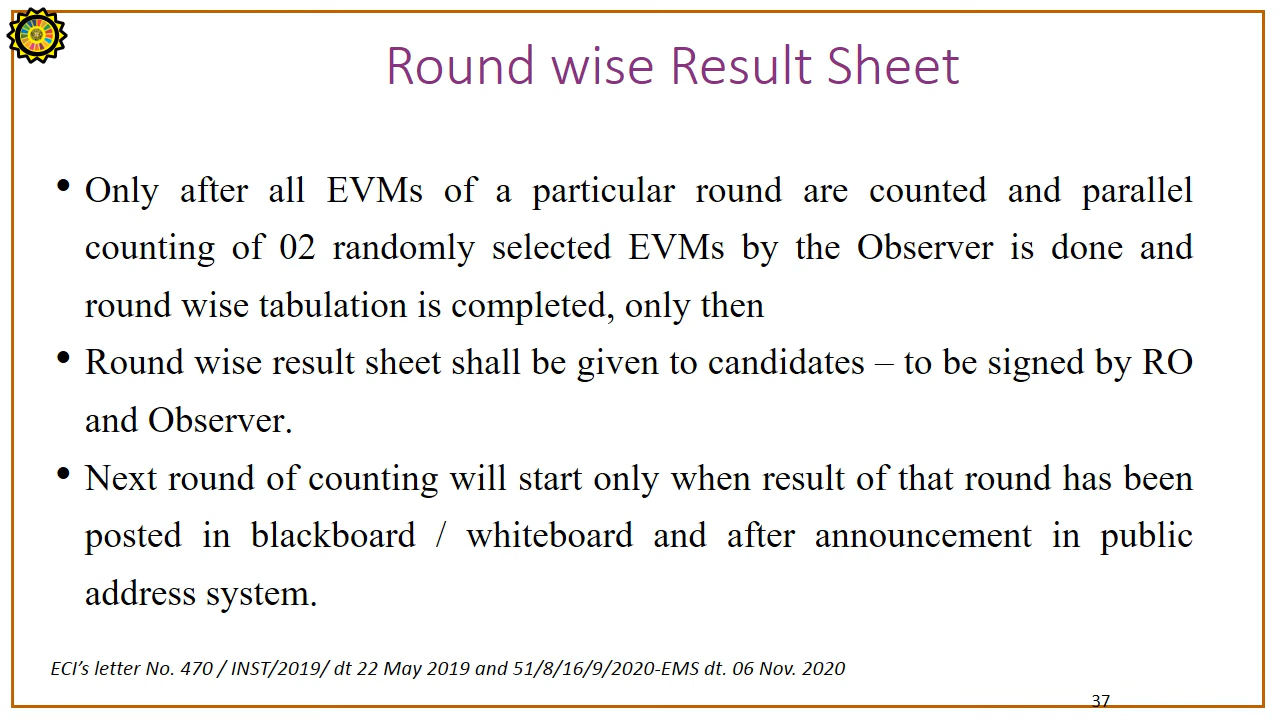 Round wise Result Sheet
• Only after all EVMs of a particular round are counted and parallel
counting of 02 randomly selected EVMs by the Observer is done and
round wise tabulation is completed, only then
• Round wise result sheet shall be given to candidates – to be signed by RO
and Observer.
• Next round of counting will start only when result of that round has been
posted in blackboard / whiteboard and after announcement in public
address system.
ECI’s letter No. 470 / INST/2019/ dt 22 May 2019 and 51/8/16/9/2020-EMS dt. 06 Nov. 2020
37